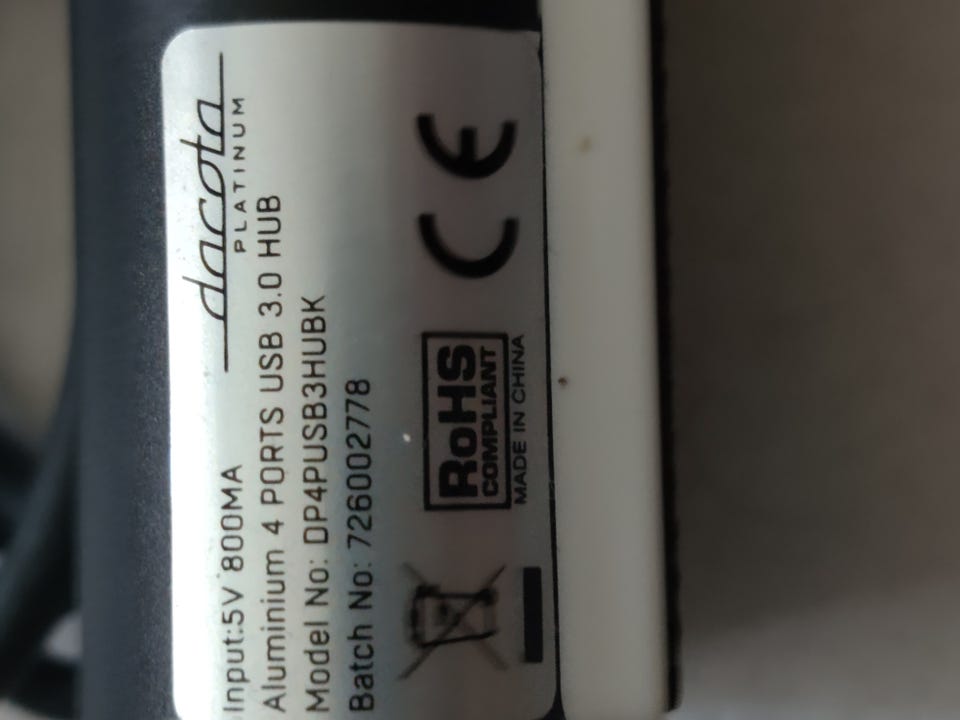 dacota
PLATINUM
Input:5V 800MA
Aluminium 4 PORTS USB 3.0 HUB
Model No: DP4PUSB3HUBK
Batch No: 726002778
RoHS
COMPLIANT
MADE IN CHINA
CE